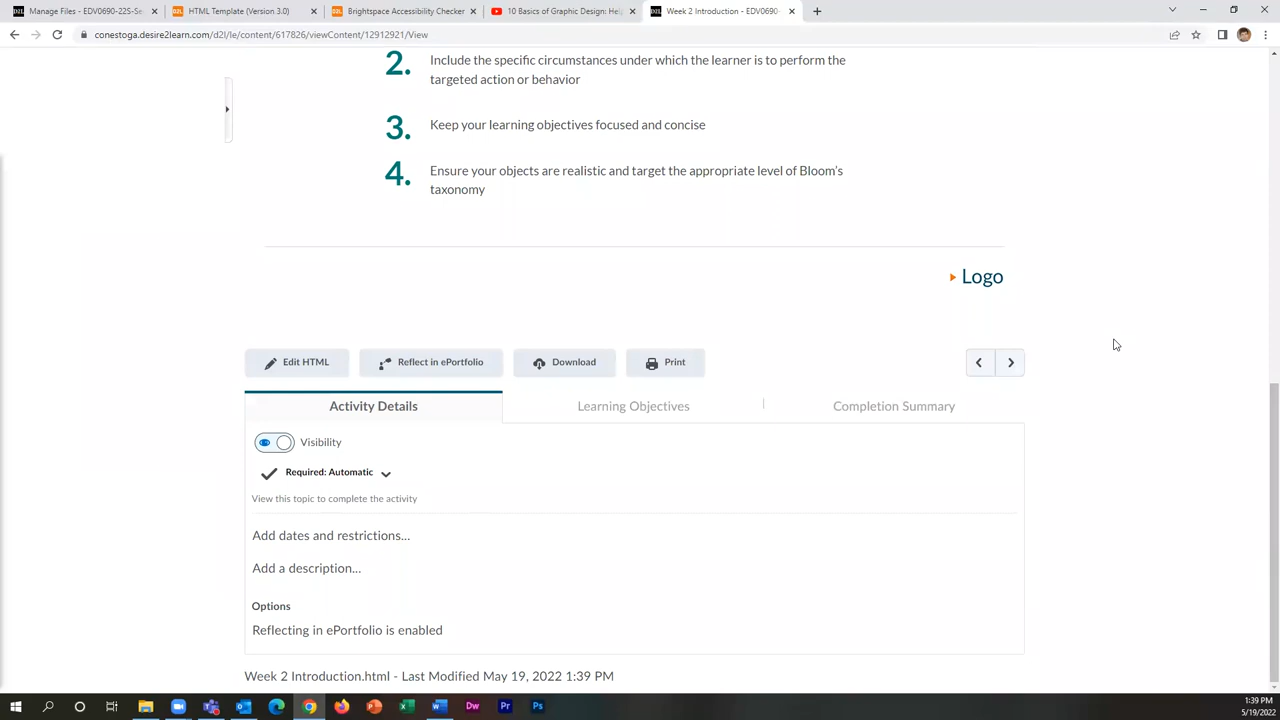 Manage Files - EDV0690-22S-Se
HTML Template (Version 3.0)
Brightspace Accessibility Checker
10 Basics of Graphic Design: Help
Week 2 Introduction - EDV0690-
conestoga.desire2learn.com/d2l/le/content/617826/viewContent/12912921/View
2. Include the specific circumstances under which the learner is to perform the
targeted action or behavior
3. Keep your learning objectives focused and concise
4. Ensure your objects are realistic and target the appropriate level of Bloom's
taxonomy
Logo
Edit HTML
Reflect in ePortfolio
Download
Print
Activity Details
Learning Objectives
Completion Summary
Visibility
Required: Automatic
View this topic to complete the activity
Add dates and restrictions...
Add a description...
Options
Reflecting in ePortfolio is enabled
Week 2 Introduction.html - Last Modified May 19, 2022 1:39 PM
Dw
Pr
Ps
1:39 PM
5/19/2022